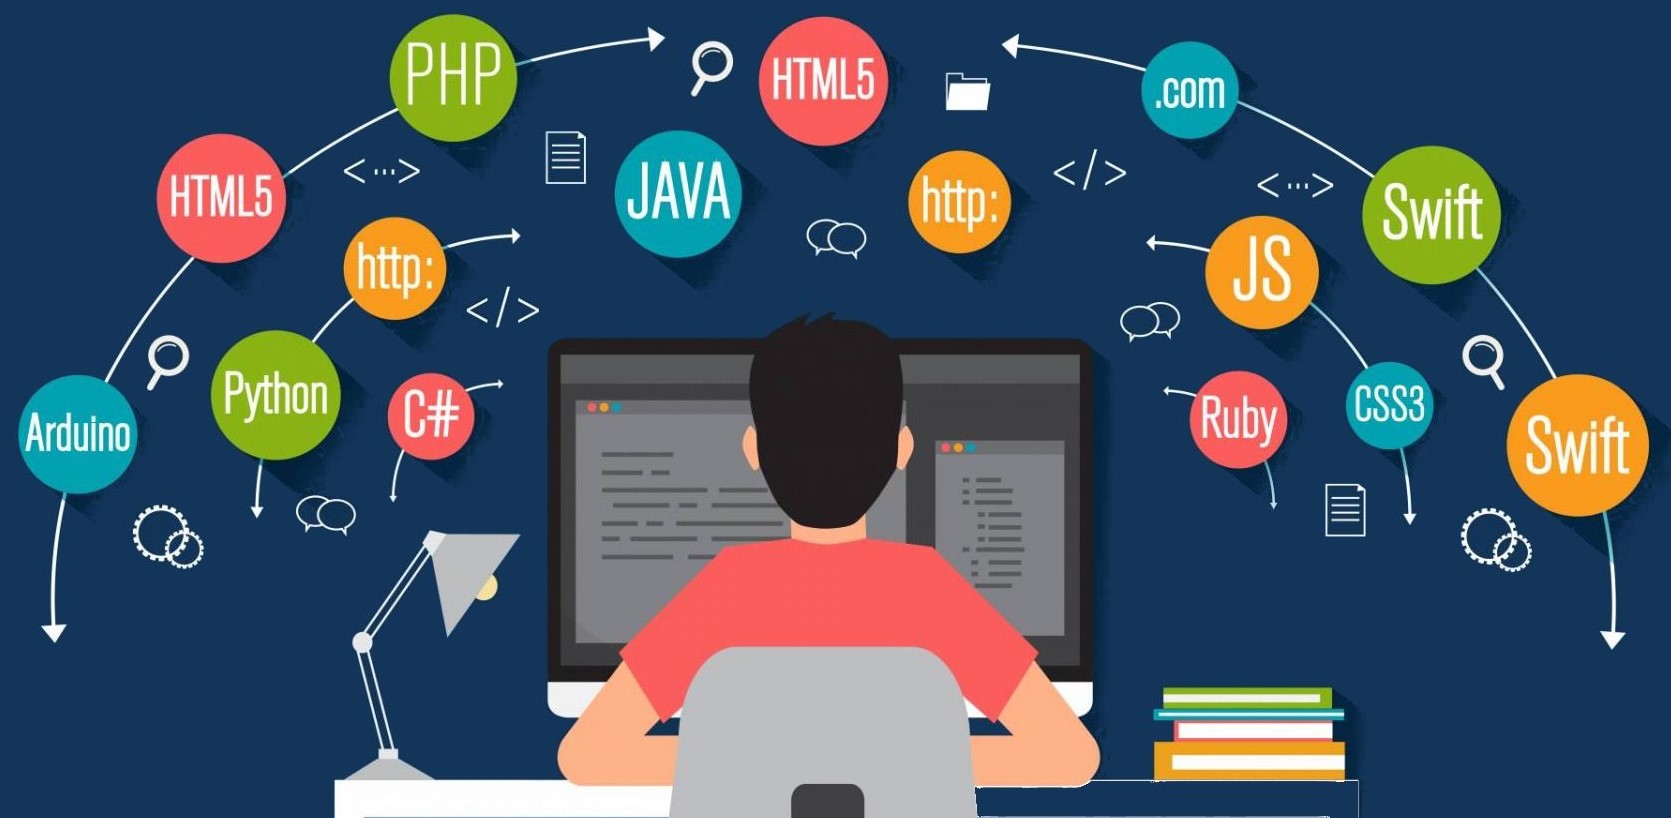 PHP
HTML5
.com
HTML5
JAVA
http:
Swift
http:
JS
Arduino
Python
C#
Ruby
CSS3
Swift
<...>
</>
<...>
</>